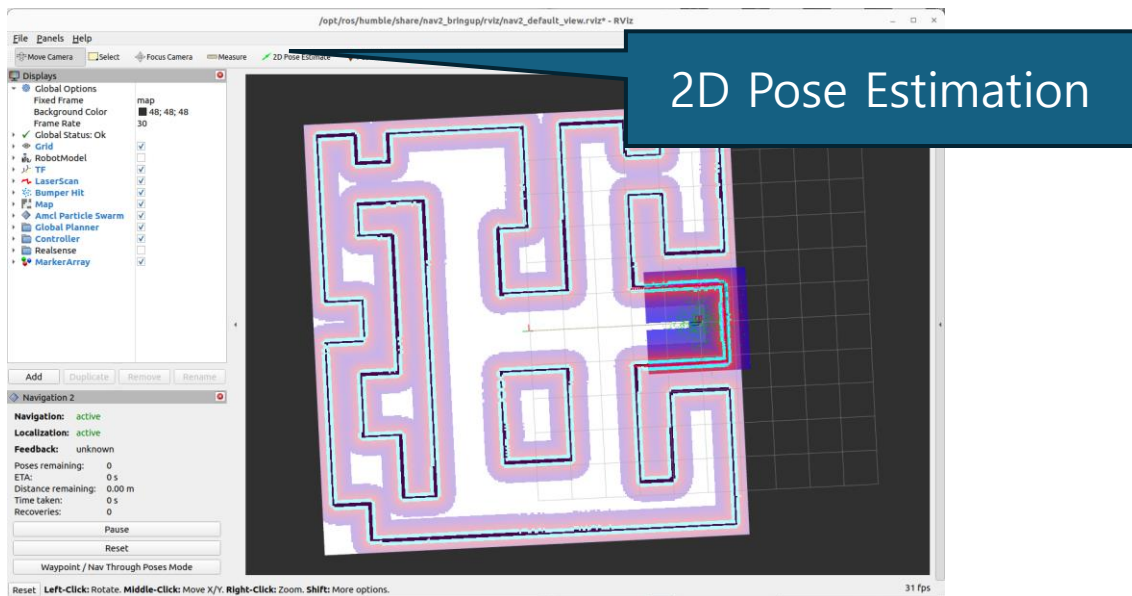 /opt/ros/humble/share/nav2_bringup/rviz/nav2_default_view.rviz* - RViz
File Panels Help
Move Camera Select Focus Camera Measure 2D Pose Estimate
2D Pose Estimation
Displays
Global Options
Fixed Frame map
Background Color 48; 48; 48
Frame Rate 30
Global Status: Ok
Grid
RobotModel
TF
LaserScan
Bumper Hit
Map
Amcl Particle Swarm
Global Planner
Controller
Realsense
MarkerArray
Add Duplicate Remove Rename
Navigation 2
Navigation: active
Localization: active
Feedback: unknown
Poses remaining: 0
ETA: 0 s
Distance remaining: 0.00 m
Time taken: 0 s
Recoveries: 0
Pause
Reset
Waypoint / Nav Through Poses Mode
Reset Left-Click: Rotate. Middle-Click: Move X/Y. Right-Click: Zoom. Shift: More options. 31 fps